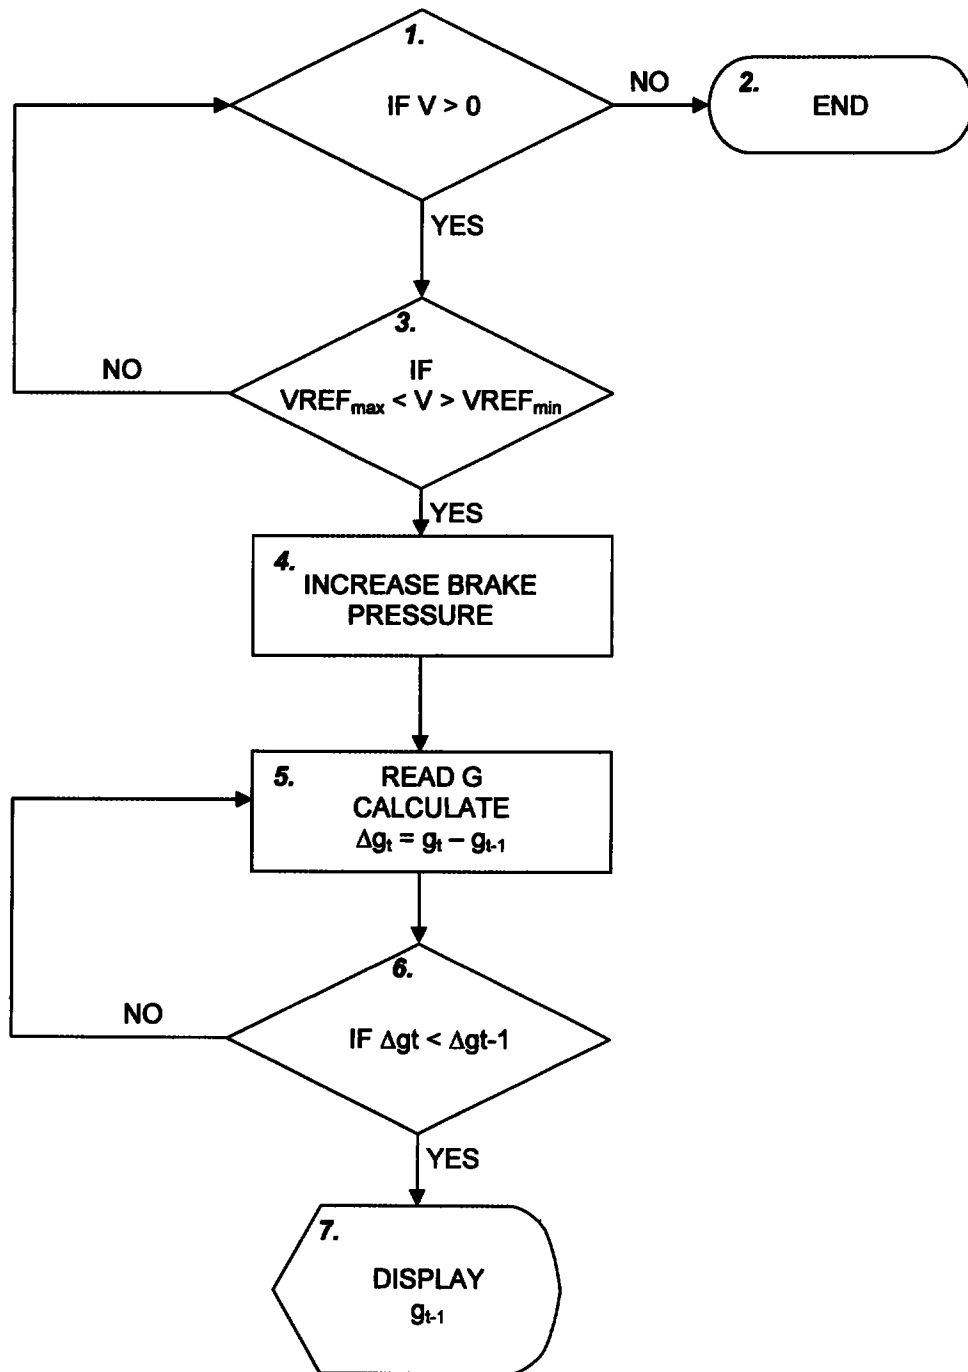 1.
IF V > 0
NO
2.
END
YES
3.
IF
VREFmax < V > VREFmin
NO
YES
4.
INCREASE BRAKE
PRESSURE
5.
READ G
CALCULATE
Δgt = gt – gt-1
6.
IF Δgt < Δgt-1
NO
YES
7.
DISPLAY
gt-1